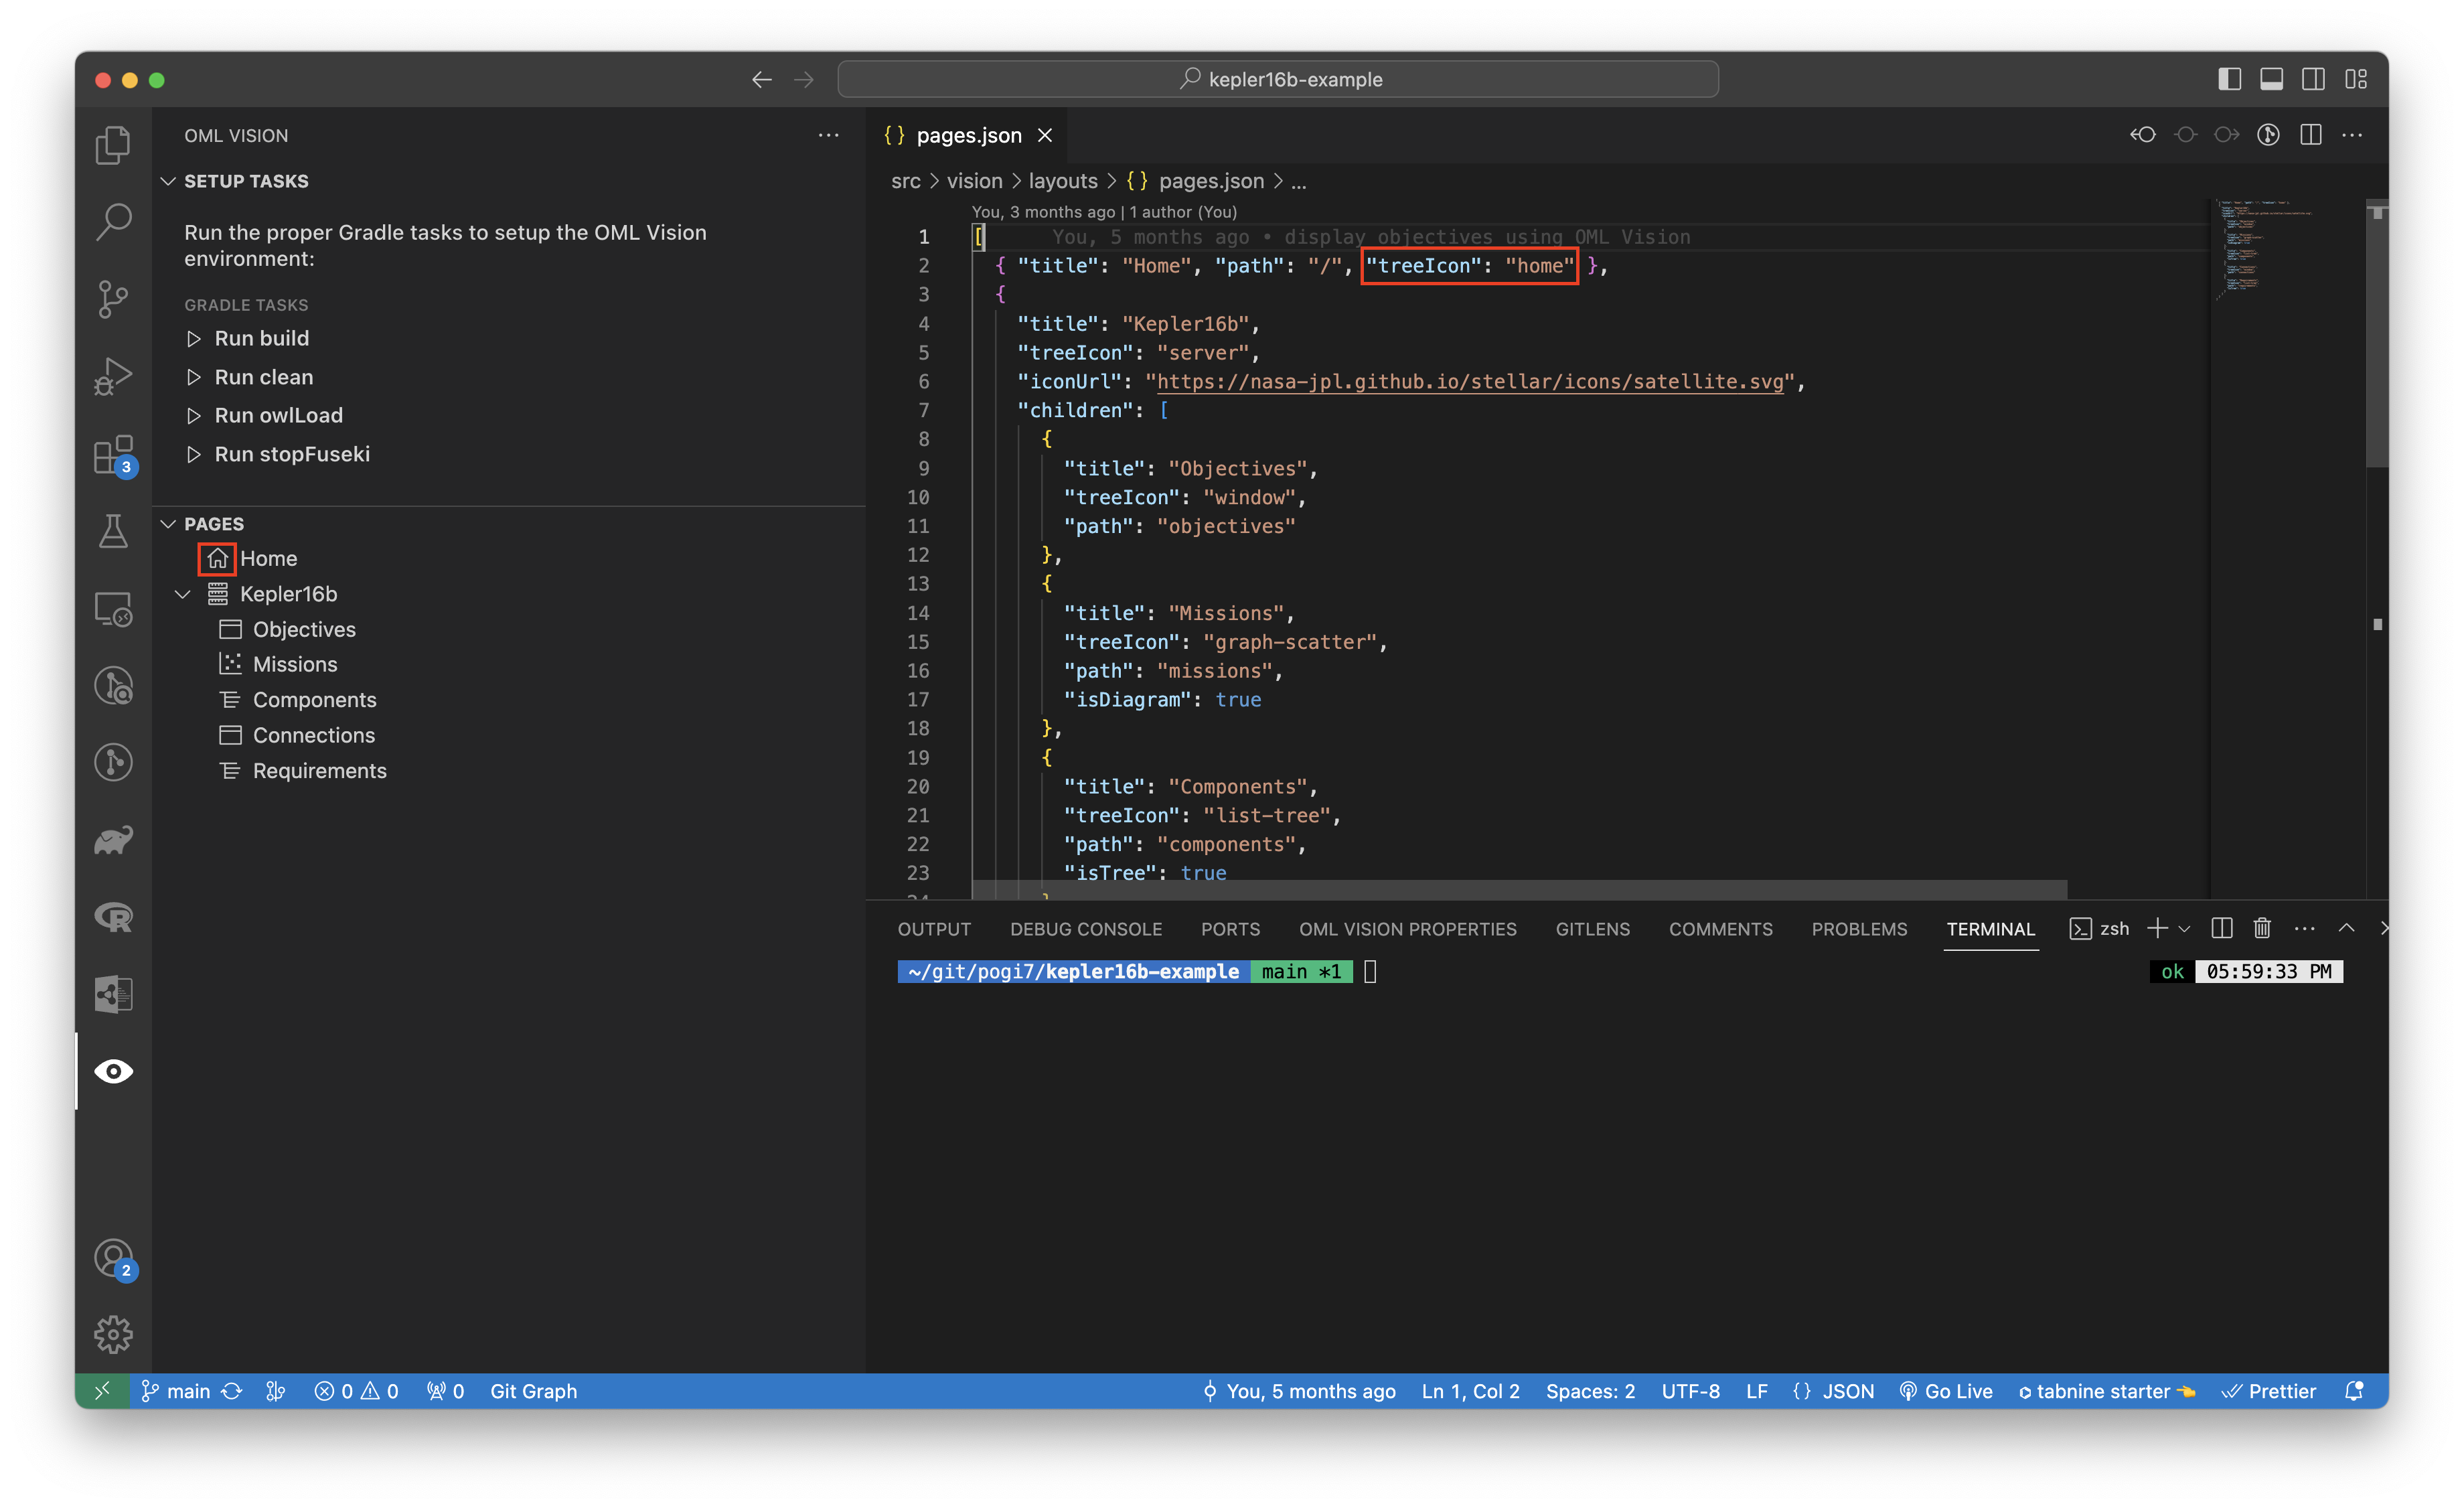 kepler16b-example
OML VISION
SETUP TASKS
Run the proper Gradle tasks to setup the OML Vision
environment:
GRADLE TASKS
Run build
Run clean
Run owlLoad
Run stopFuseki
3
PAGES
Home
Kepler16b
Objectives
Missions
Components
Connections
Requirements
2
{} pages.json
src > vision > layouts > {} pages.json > ...
You, 3 months ago | 1 author (You)
1 [ You, 5 months ago • display objectives using OML Vision
2 { "title": "Home", "path": "/", "treeIcon": "home" },
3 {
4 "title": "Kepler16b",
5 "treeIcon": "server",
6 "iconUrl": "https://nasa-jpl.github.io/stellar/icons/satellite.svg",
7 "children": [
8 {
9 "title": "Objectives",
10 "treeIcon": "window",
11 "path": "objectives"
12 },
13 {
14 "title": "Missions",
15 "treeIcon": "graph-scatter",
16 "path": "missions",
17 "isDiagram": true
18 },
19 {
20 "title": "Components",
21 "treeIcon": "list-tree",
22 "path": "components",
23 "isTree": true
OUTPUT DEBUG CONSOLE PORTS OML VISION PROPERTIES GITLENS COMMENTS PROBLEMS TERMINAL zsh
~/git/pogi7/kepler16b-example main *1 ok 05:59:33 PM
main 0 0 0 Git Graph You, 5 months ago Ln 1, Col 2 Spaces: 2 UTF-8 LF {} JSON Go Live tabnine starter Prettier